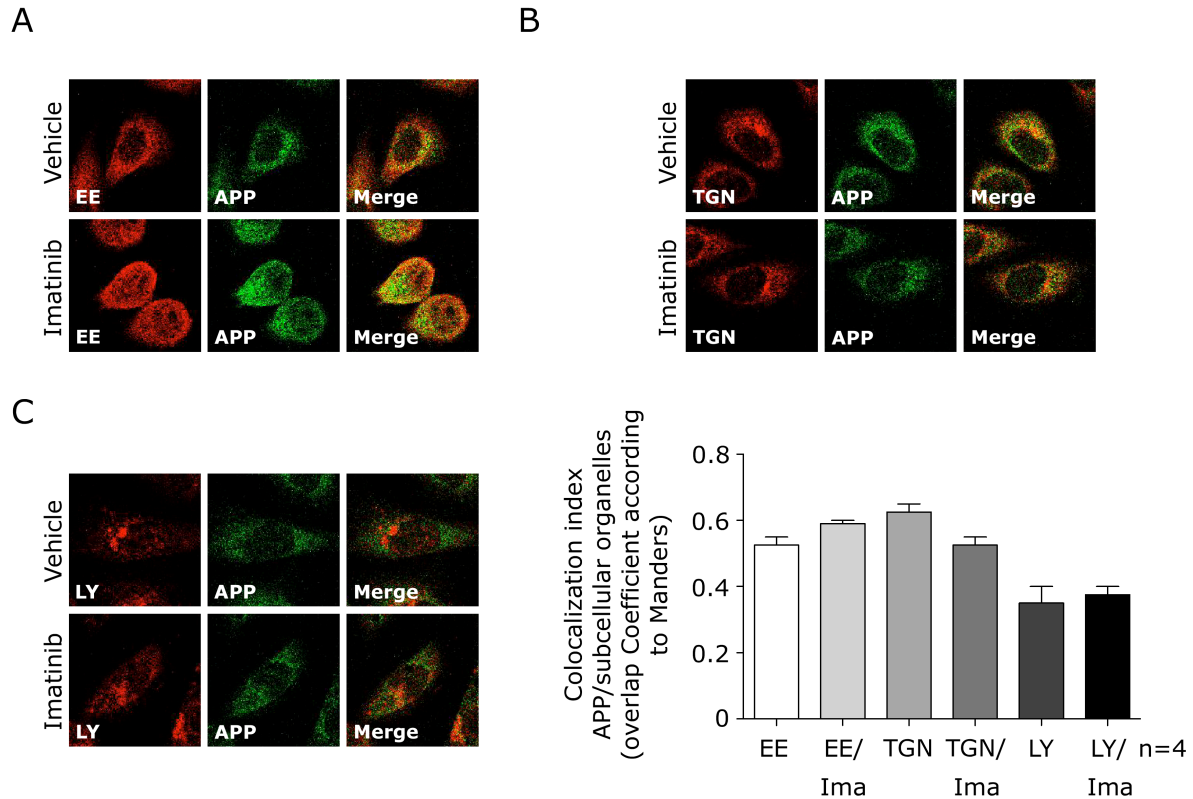 A
B
Vehicle
EE
APP
Merge
Imatinib
EE
APP
Merge
Vehicle
TGN
APP
Merge
Imatinib
TGN
APP
Merge
C
Vehicle
LY
APP
Merge
Imatinib
LY
APP
Merge
Colocalization index
APP/subcellular organelles
(overlap Coefficient according
to Manders)
0.8
0.6
0.4
0.2
0
EE
EE/
Ima
TGN
TGN/
Ima
LY
LY/
Ima
n=4